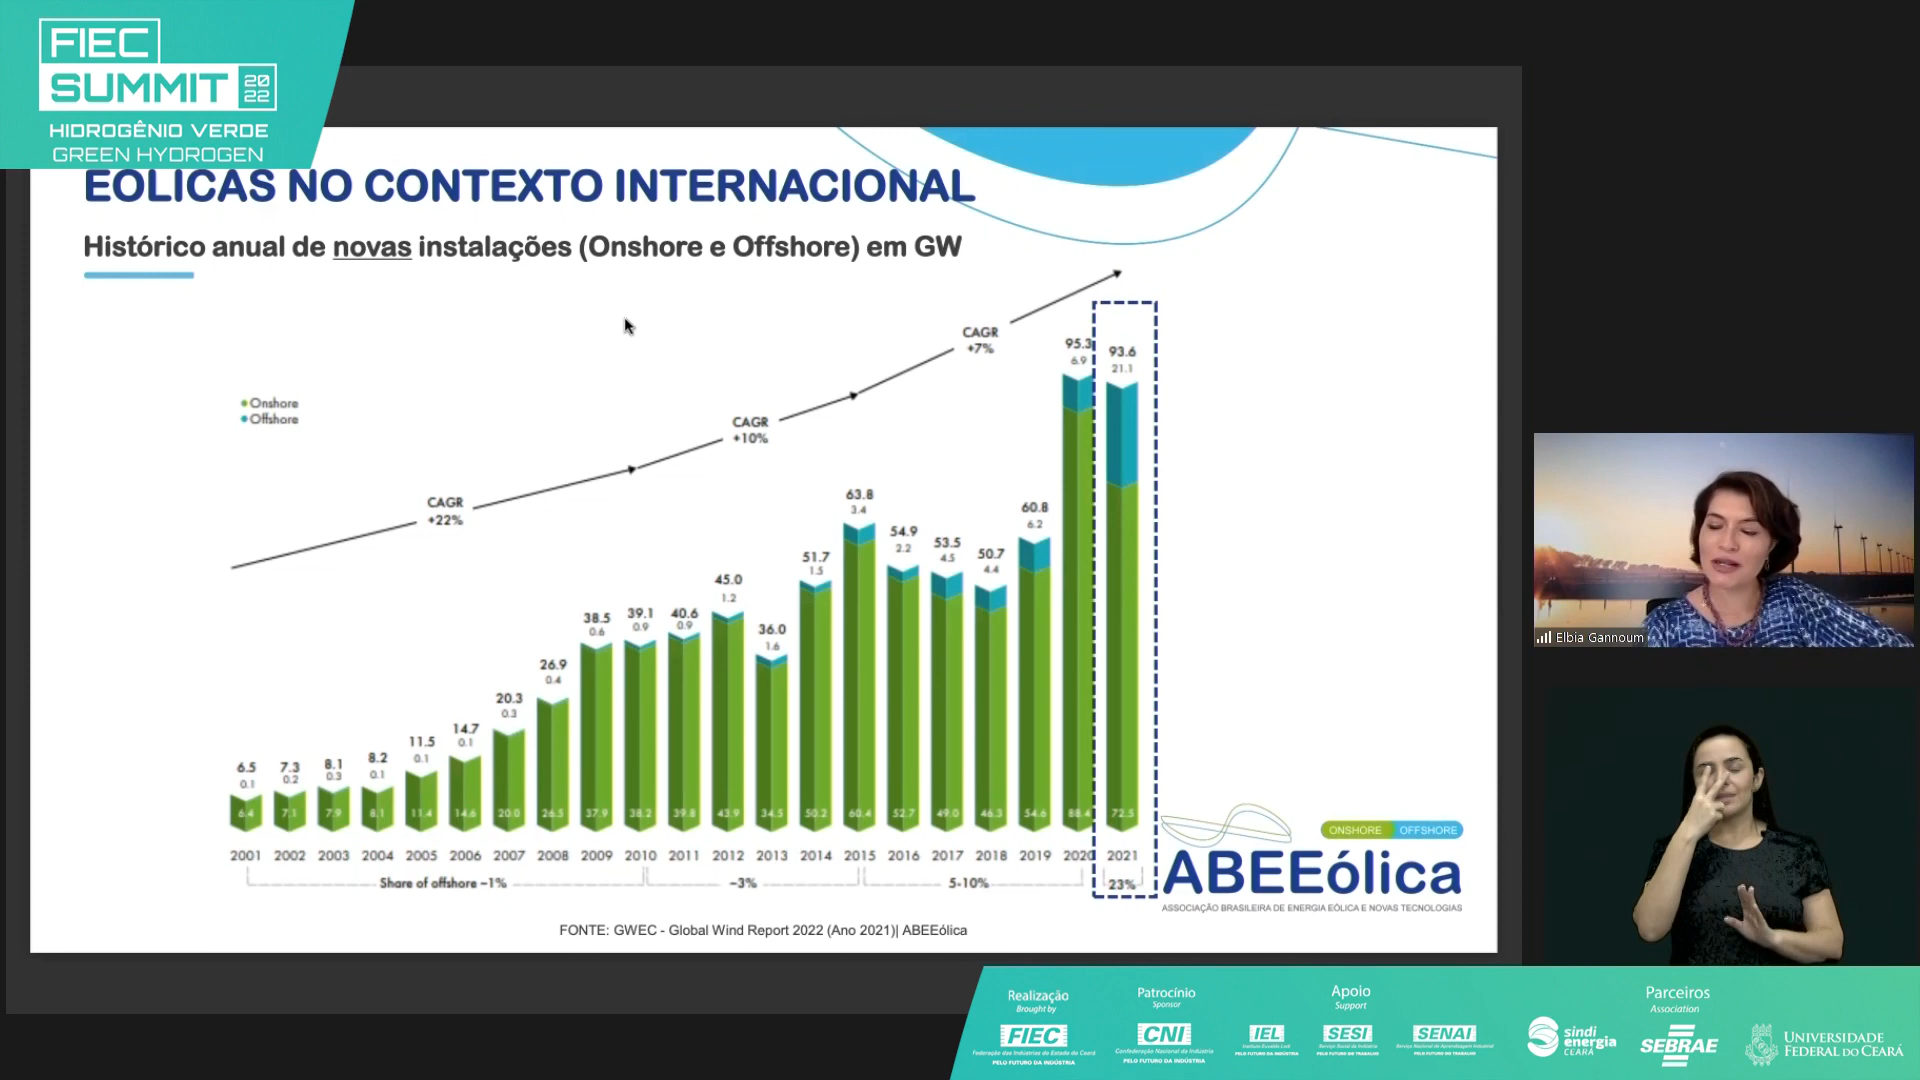 FIEC
SUMMIT 2022
HIDROGÊNIO VERDE
GREEN HYDROGEN
EÓLICAS NO CONTEXTO INTERNACIONAL
Histórico anual de novas instalações (Onshore e Offshore) em GW
Onshore
Offshore
CAGR
+22%
CAGR
+10%
CAGR
+7%
6.5 7.3 8.1 8.2 11.5 14.7 20.3 26.9 38.5 39.1 40.6 45.0 36.0 51.7 63.8 54.9 53.5 50.7 60.8 95.3 93.6
0.1 0.2 0.3 0.1 0.1 0.1 0.3 0.4 0.6 0.9 0.9 1.2 1.6 1.5 3.4 2.2 4.5 4.4 6.2 6.9 21.1
6.4 7.1 7.9 8.1 11.4 14.6 20.0 26.5 37.9 38.2 39.8 43.9 34.5 50.2 60.4 52.7 49.0 46.3 54.6 88.4 72.5
2001 2002 2003 2004 2005 2006 2007 2008 2009 2010 2011 2012 2013 2014 2015 2016 2017 2018 2019 2020 2021
Share of offshore ~1% ~3% 5-10% 23%
ONSHORE OFFSHORE
ABEEólica
ASSOCIAÇÃO BRASILEIRA DE ENERGIA EÓLICA E NOVAS TECNOLOGIAS
FONTE: GWEC - Global Wind Report 2022 (Ano 2021)| ABEEólica
Elbia Gannoum
Realização
Brought by
FIEC
Federação das Indústrias do Estado do Ceará
PELO FUTURO DA INDÚSTRIA
Patrocínio
Sponsor
CNI
Confederação Nacional da Indústria
PELO FUTURO DA INDÚSTRIA
Apoio
Support
IEL
PELO FUTURO DA INDÚSTRIA
SESI
Serviço Social da Indústria
PELO FUTURO DO TRABALHO
SENAI
Serviço Nacional de Aprendizagem Industrial
PELO FUTURO DO TRABALHO
Parceiros
Association
sindi
energia
CEARÁ
SEBRAE
UNIVERSIDADE
FEDERAL DO CEARÁ